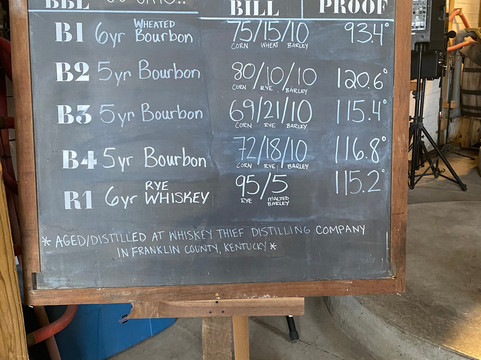 BBL BILL PROOF
B1 6yr WHEATED Bourbon 75/15/10 93.4°
CORN WHEAT BARLEY
B2 5yr Bourbon 80/10/10 120.6°
CORN RYE BARLEY
B3 5yr Bourbon 69/21/10 115.4°
CORN RYE BARLEY
B4 5yr Bourbon 72/18/10 116.8°
CORN RYE BARLEY
R1 6yr RYE WHISKEY 95/5 115.2°
RYE MALTED BARLEY
* AGED/DISTILLED AT WHISKEY THIEF DISTILLING COMPANY
IN FRANKLIN COUNTY, KENTUCKY *